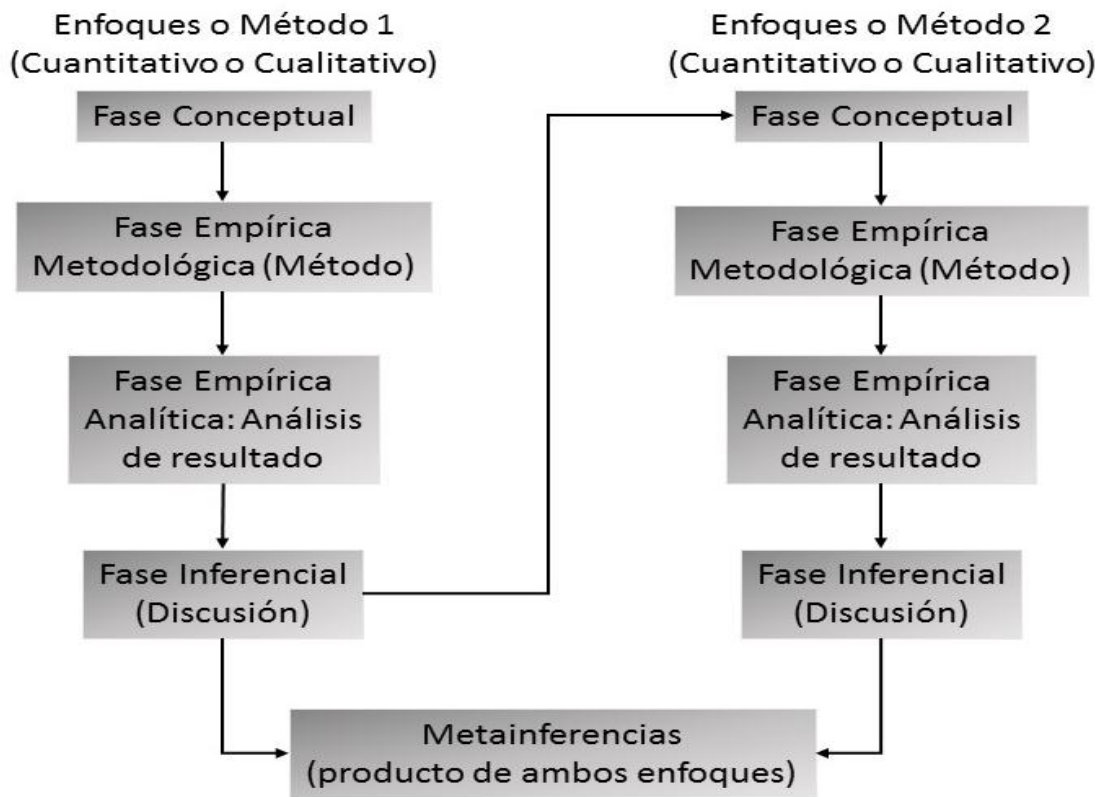 Enfoques o Método 1
(Cuantitativo o Cualitativo)
Fase Conceptual
Fase Empírica
Metodológica (Método)
Fase Empírica
Analítica: Análisis
de resultado
Fase Inferencial
(Discusión)
Enfoques o Método 2
(Cuantitativo o Cualitativo)
Fase Conceptual
Fase Empírica
Metodológica (Método)
Fase Empírica
Analítica: Análisis
de resultado
Fase Inferencial
(Discusión)
Metainferencias
(producto de ambos enfoques)